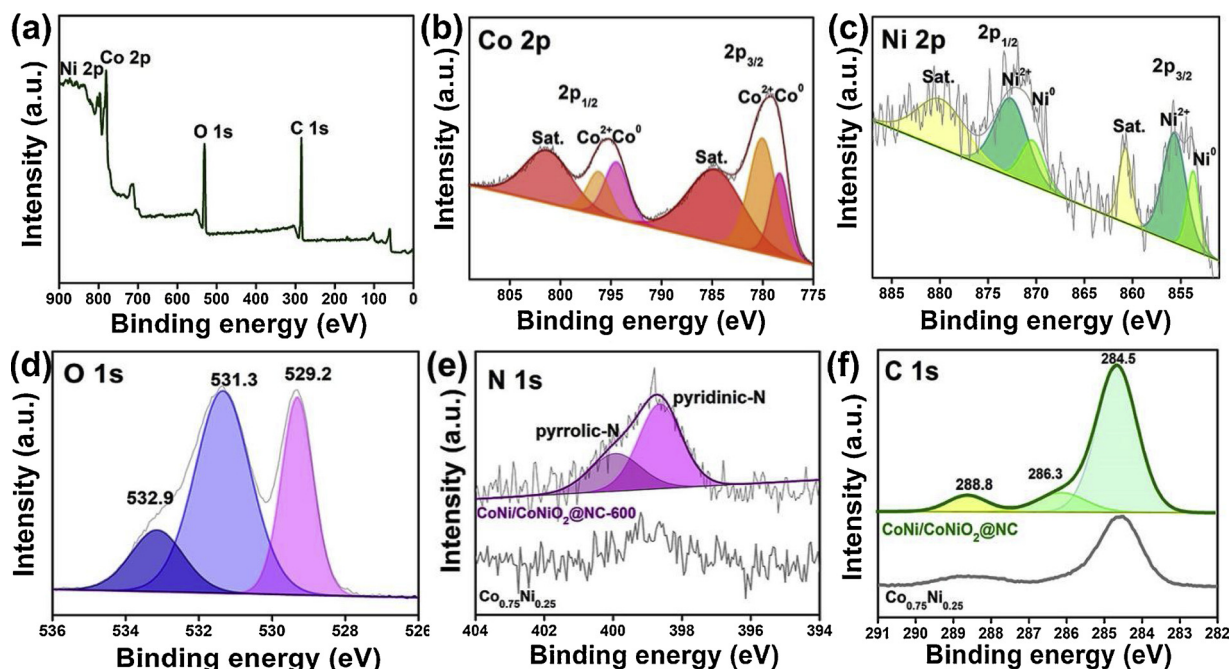 (a)
Intensity (a.u.)
Ni 2p
Co 2p
O 1s
C 1s
900 800 700 600 500 400 300 200 100 0
Binding energy (eV)
(b)
Intensity (a.u.)
Co 2p
2p3/2
2p1/2
Co2+Co0
Sat.
Co2+Co0
Sat.
805 800 795 790 785 780 775
Binding energy (eV)
(c)
Intensity (a.u.)
Ni 2p
2p1/2
2p3/2
Sat.
Ni2+
Ni0
Sat.
Ni2+
Ni0
885 880 875 870 865 860 855
Binding energy (eV)
(d)
Intensity (a.u.)
O 1s
531.3
529.2
532.9
536 534 532 530 528 526
Binding energy (eV)
(e)
Intensity (a.u.)
N 1s
pyridinic-N
pyrrolic-N
CoNi/CoNiO2@NC-600
Co0.75Ni0.25
404 402 400 398 396 394
Binding energy (eV)
(f)
Intensity (a.u.)
C 1s
284.5
286.3
288.8
CoNi/CoNiO2@NC
Co0.75Ni0.25
291 290 288 286 284 283 282
Binding energy (eV)